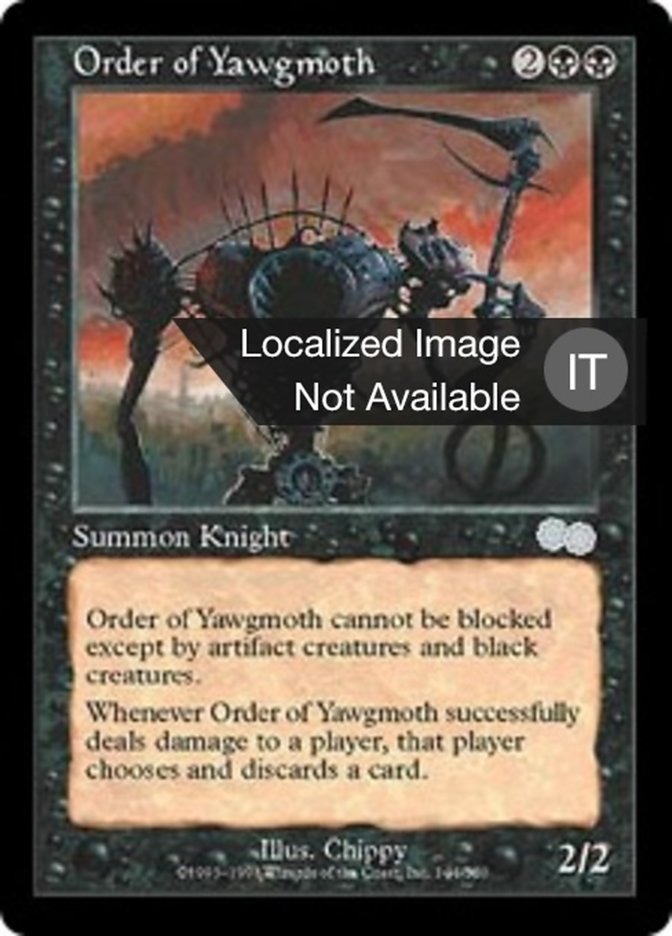 Order of Yawgmoth 2
Localized Image
Not Available
IT
Summon Knight
Order of Yawgmoth cannot be blocked
except by artifact creatures and black
creatures.
Whenever Order of Yawgmoth successfully
deals damage to a player, that player
chooses and discards a card.
Illus. Chippy
2/2